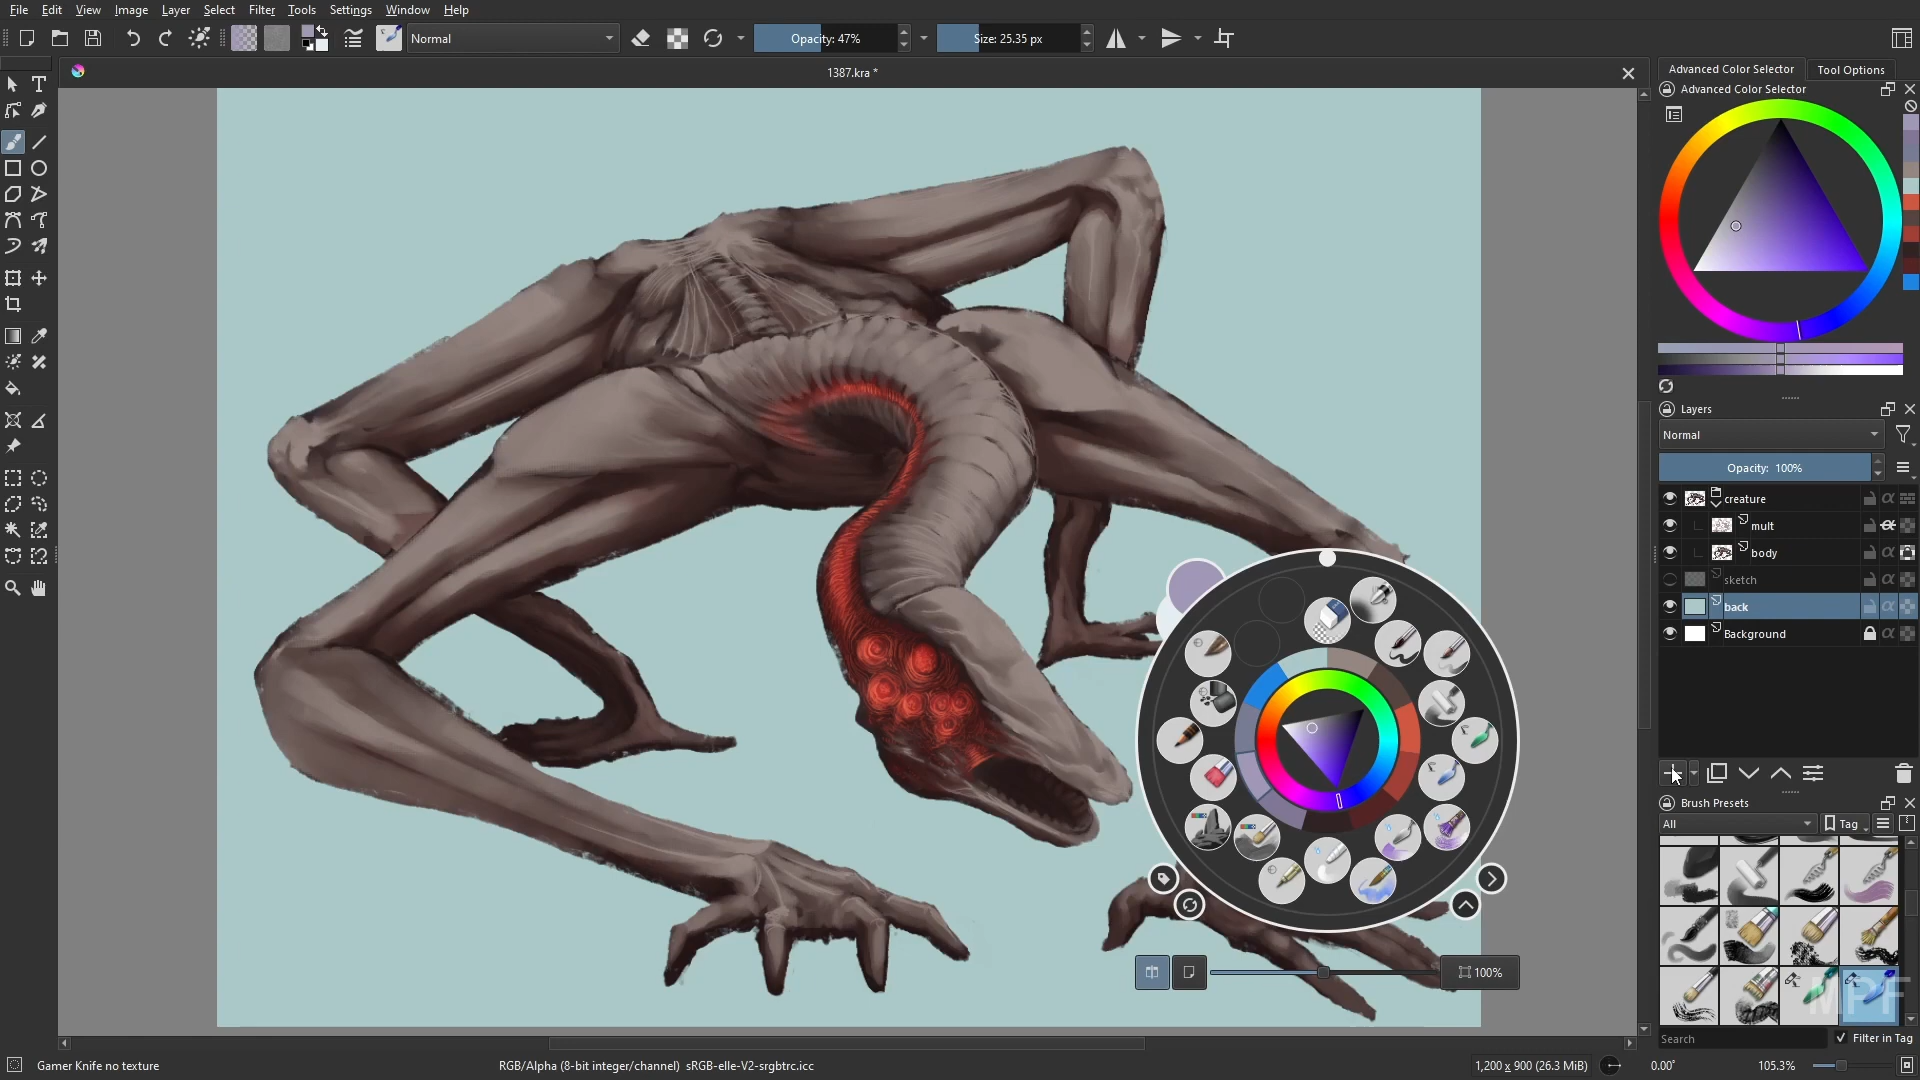 File Edit View Image Layer Select Filter Tools Settings Window Help
Normal
Opacity: 47%
Size: 25.35 px
1387.kra *
Advanced Color Selector
Tool Options
Advanced Color Selector
Layers
Normal
Opacity: 100%
creature
mult
body
sketch
back
Background
Brush Presets
All
Tag
MPF
Search
Filter in Tag
100%
Gamer Knife no texture
RGB/Alpha (8-bit integer/channel) sRGB-elle-V2-srgbtrc.icc
1,200 x 900 (26.3 MiB)
0.00°
105.3%